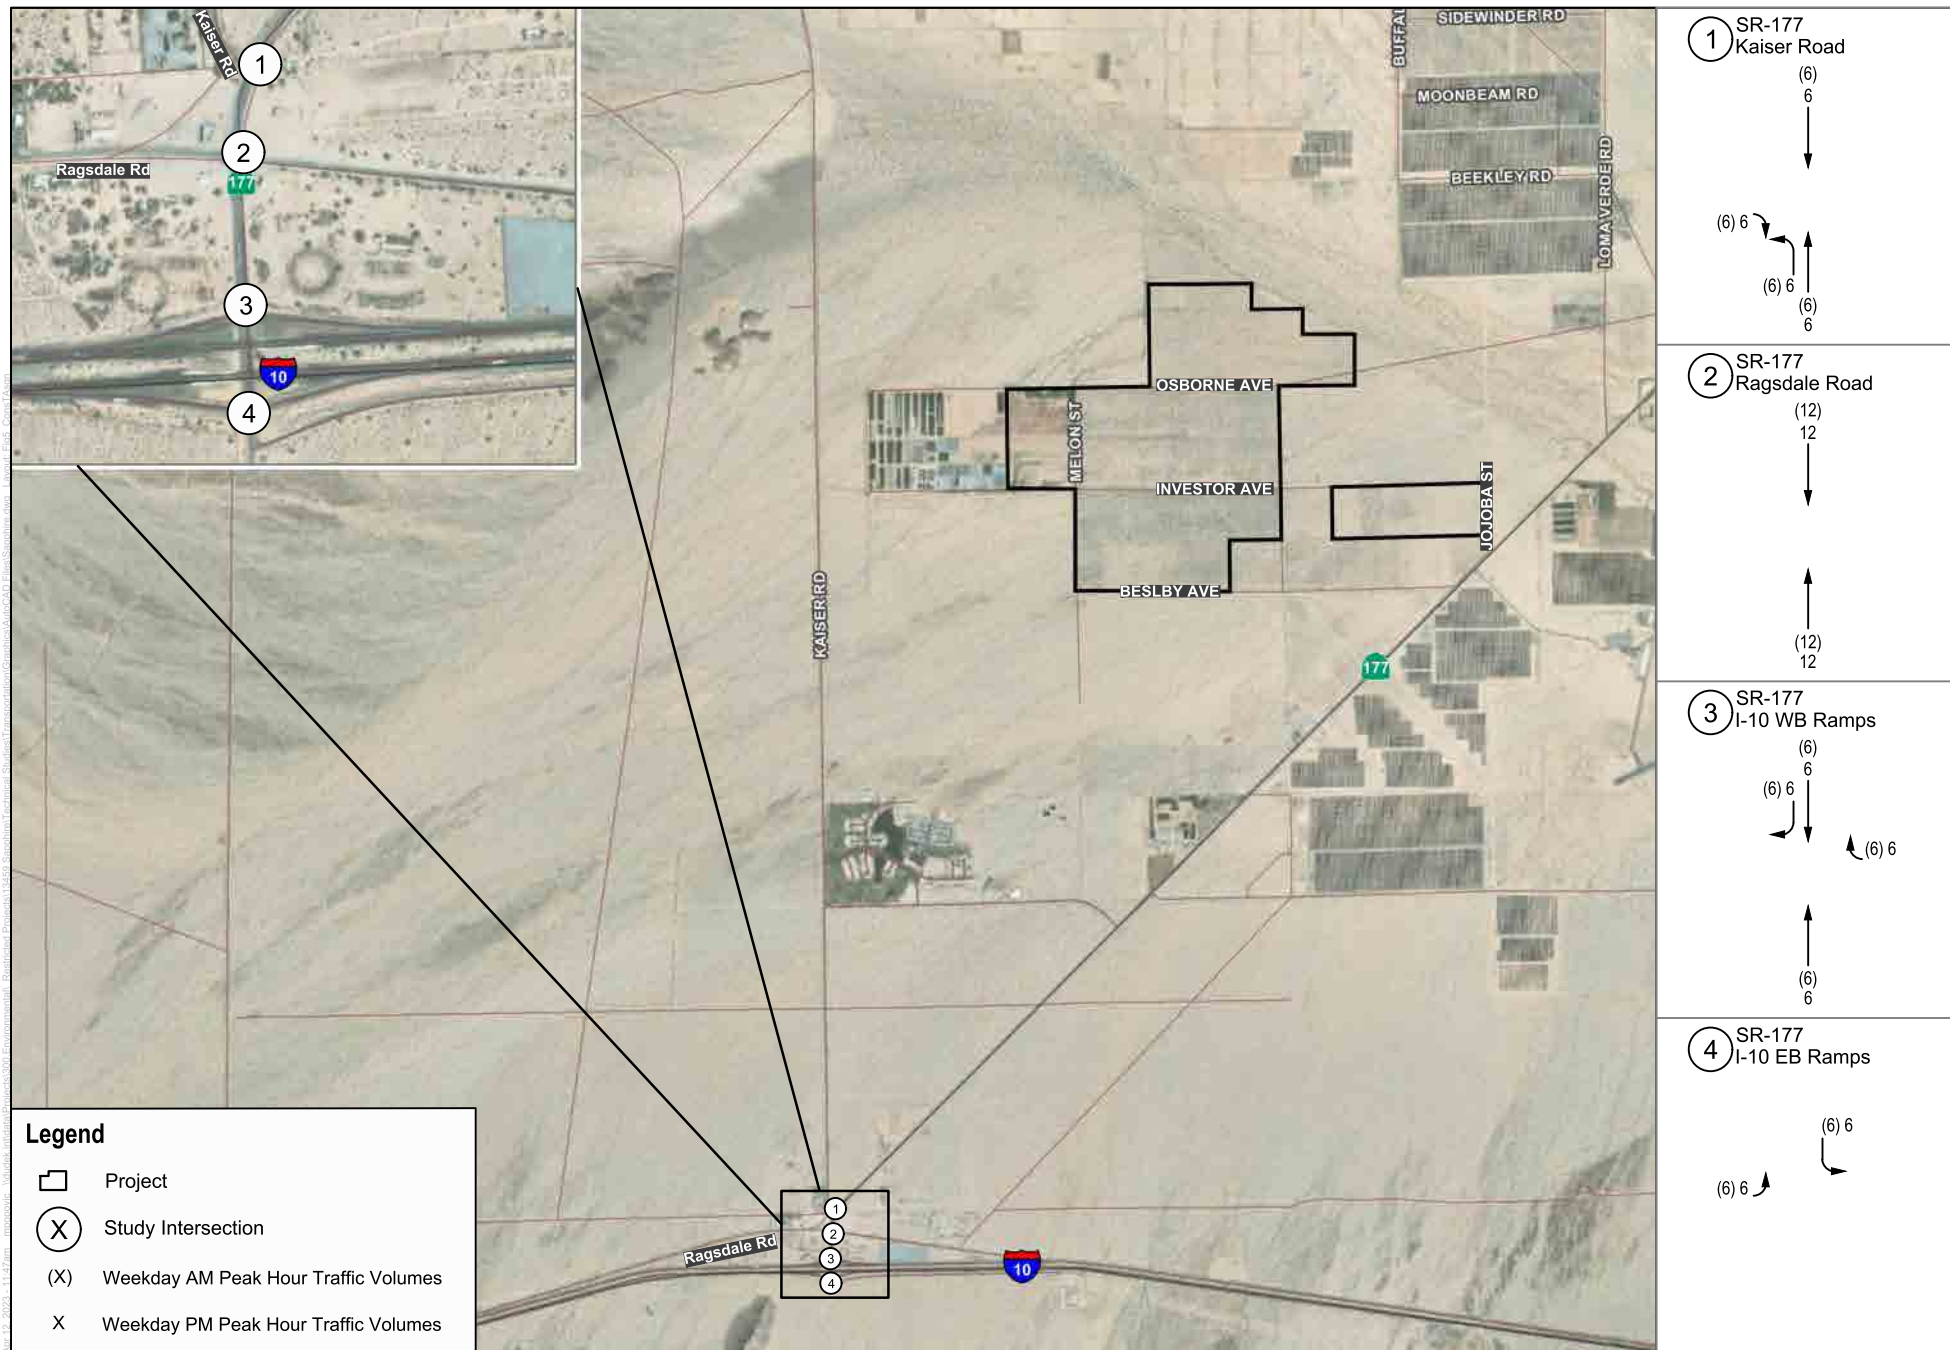 Kaiser Rd
1
2
177
Ragsdale Rd
3
10
4
SIDEWINDER RD
MOONBEAM RD
BEEKLEY RD
LOMA VERDE RD
OSBORNE AVE
MELON ST
INVESTOR AVE
JOJOBA ST
BESLBY AVE
KAISER RD
177
Ragsdale Rd
1
2
3
4
10
Legend
Project
X Study Intersection
(X) Weekday AM Peak Hour Traffic Volumes
X Weekday PM Peak Hour Traffic Volumes
1 SR-177
Kaiser Road
(6)
6
(6) 6
(6) 6
(6)
6
2 SR-177
Ragsdale Road
(12)
12
(12)
12
3 SR-177
I-10 WB Ramps
(6)
6
(6) 6
(6) 6
(6)
6
4 SR-177
I-10 EB Ramps
(6) 6
(6) 6